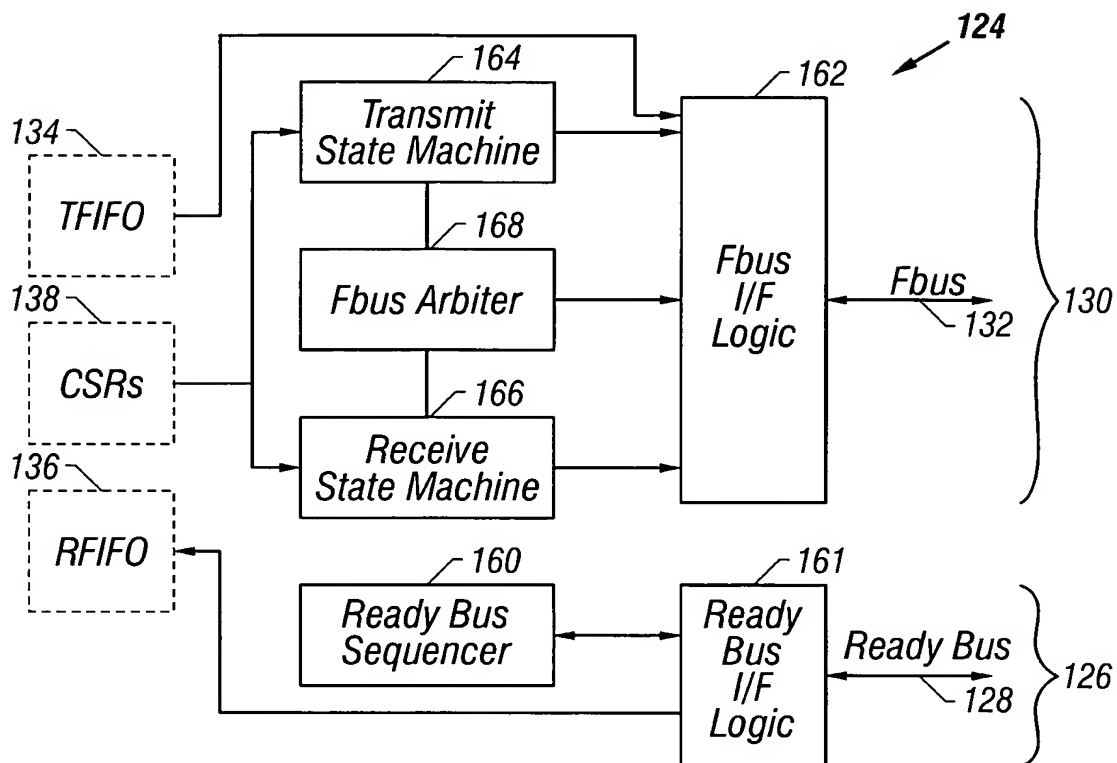 124
164
162
134
Transmit
State Machine
TFIFO
168
138
Fbus Arbiter
Fbus
I/F
Logic
Fbus
132
130
CSRs
166
136
Receive
State Machine
RFIFO
160
161
Ready Bus
Sequencer
Ready
Bus
I/F
Logic
Ready Bus
128
126